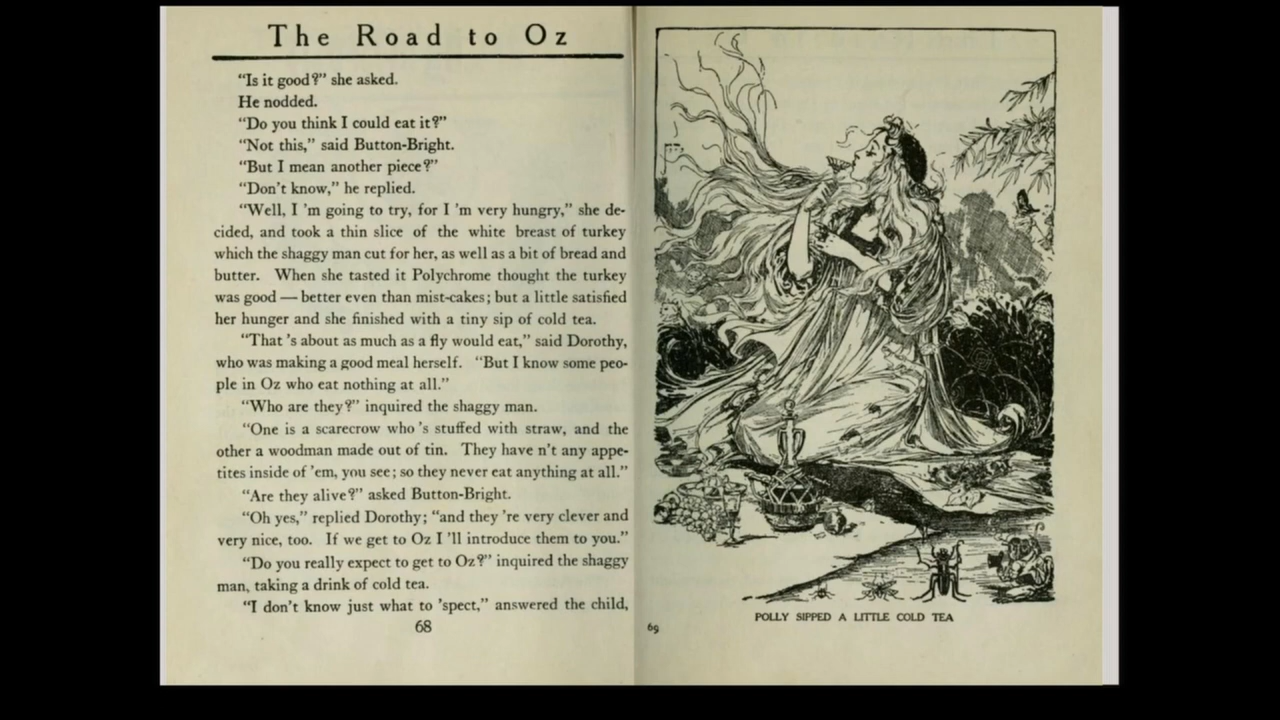 The Road to Oz
"Is it good?" she asked.
He nodded.
"Do you think I could eat it?"
"Not this," said Button-Bright.
"But I mean another piece?"
"Don't know," he replied.
"Well, I 'm going to try, for I 'm very hungry," she de-
cided, and took a thin slice of the white breast of turkey
which the shaggy man cut for her, as well as a bit of bread and
butter. When she tasted it Polychrome thought the turkey
was good — better even than mist-cakes; but a little satisfied
her hunger and she finished with a tiny sip of cold tea.
"That 's about as much as a fly would eat," said Dorothy,
who was making a good meal herself. "But I know some peo-
ple in Oz who eat nothing at all."
"Who are they?" inquired the shaggy man.
"One is a scarecrow who 's stuffed with straw, and the
other a woodman made out of tin. They have n't any appe-
tites inside of 'em, you see; so they never eat anything at all."
"Are they alive?" asked Button-Bright.
"Oh yes," replied Dorothy; "and they 're very clever and
very nice, too. If we get to Oz I 'll introduce them to you."
"Do you really expect to get to Oz?" inquired the shaggy
man, taking a drink of cold tea.
"I don't know just what to 'spect," answered the child,
68
POLLY SIPPED A LITTLE COLD TEA
69